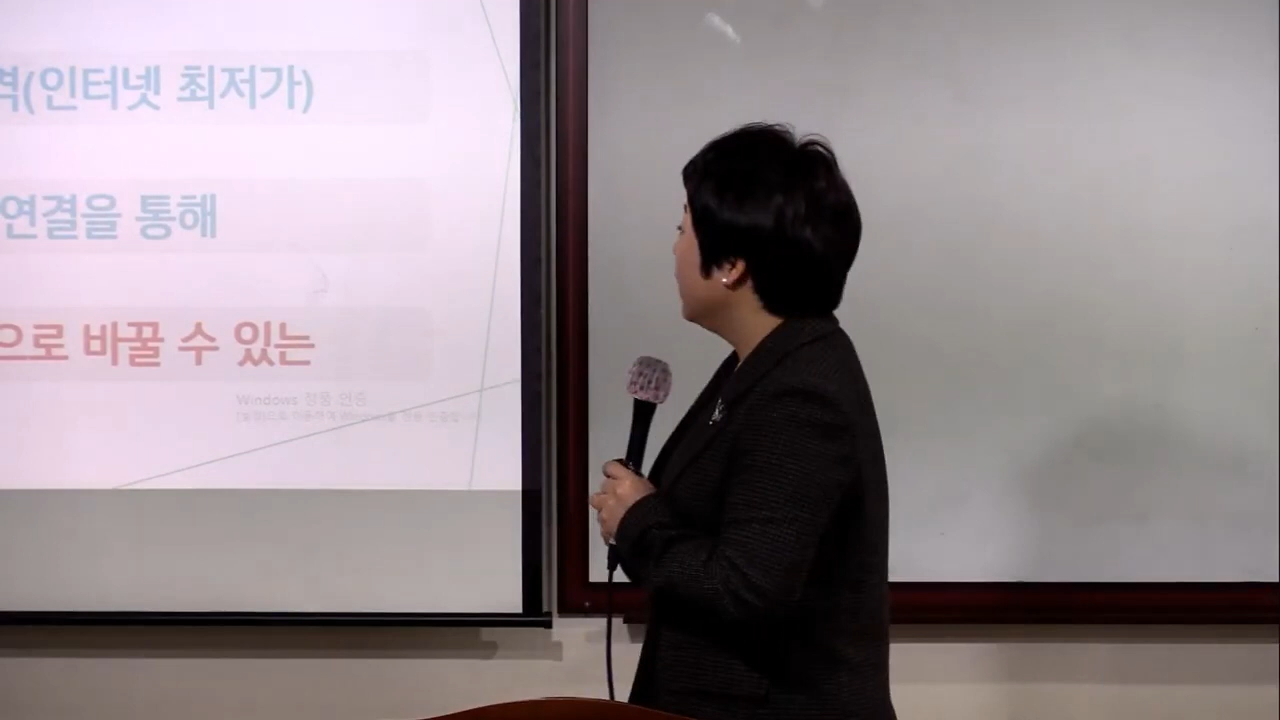 격(인터넷 최저가)
연결을 통해
으로 바꿀 수 있는
Windows 정품 인증